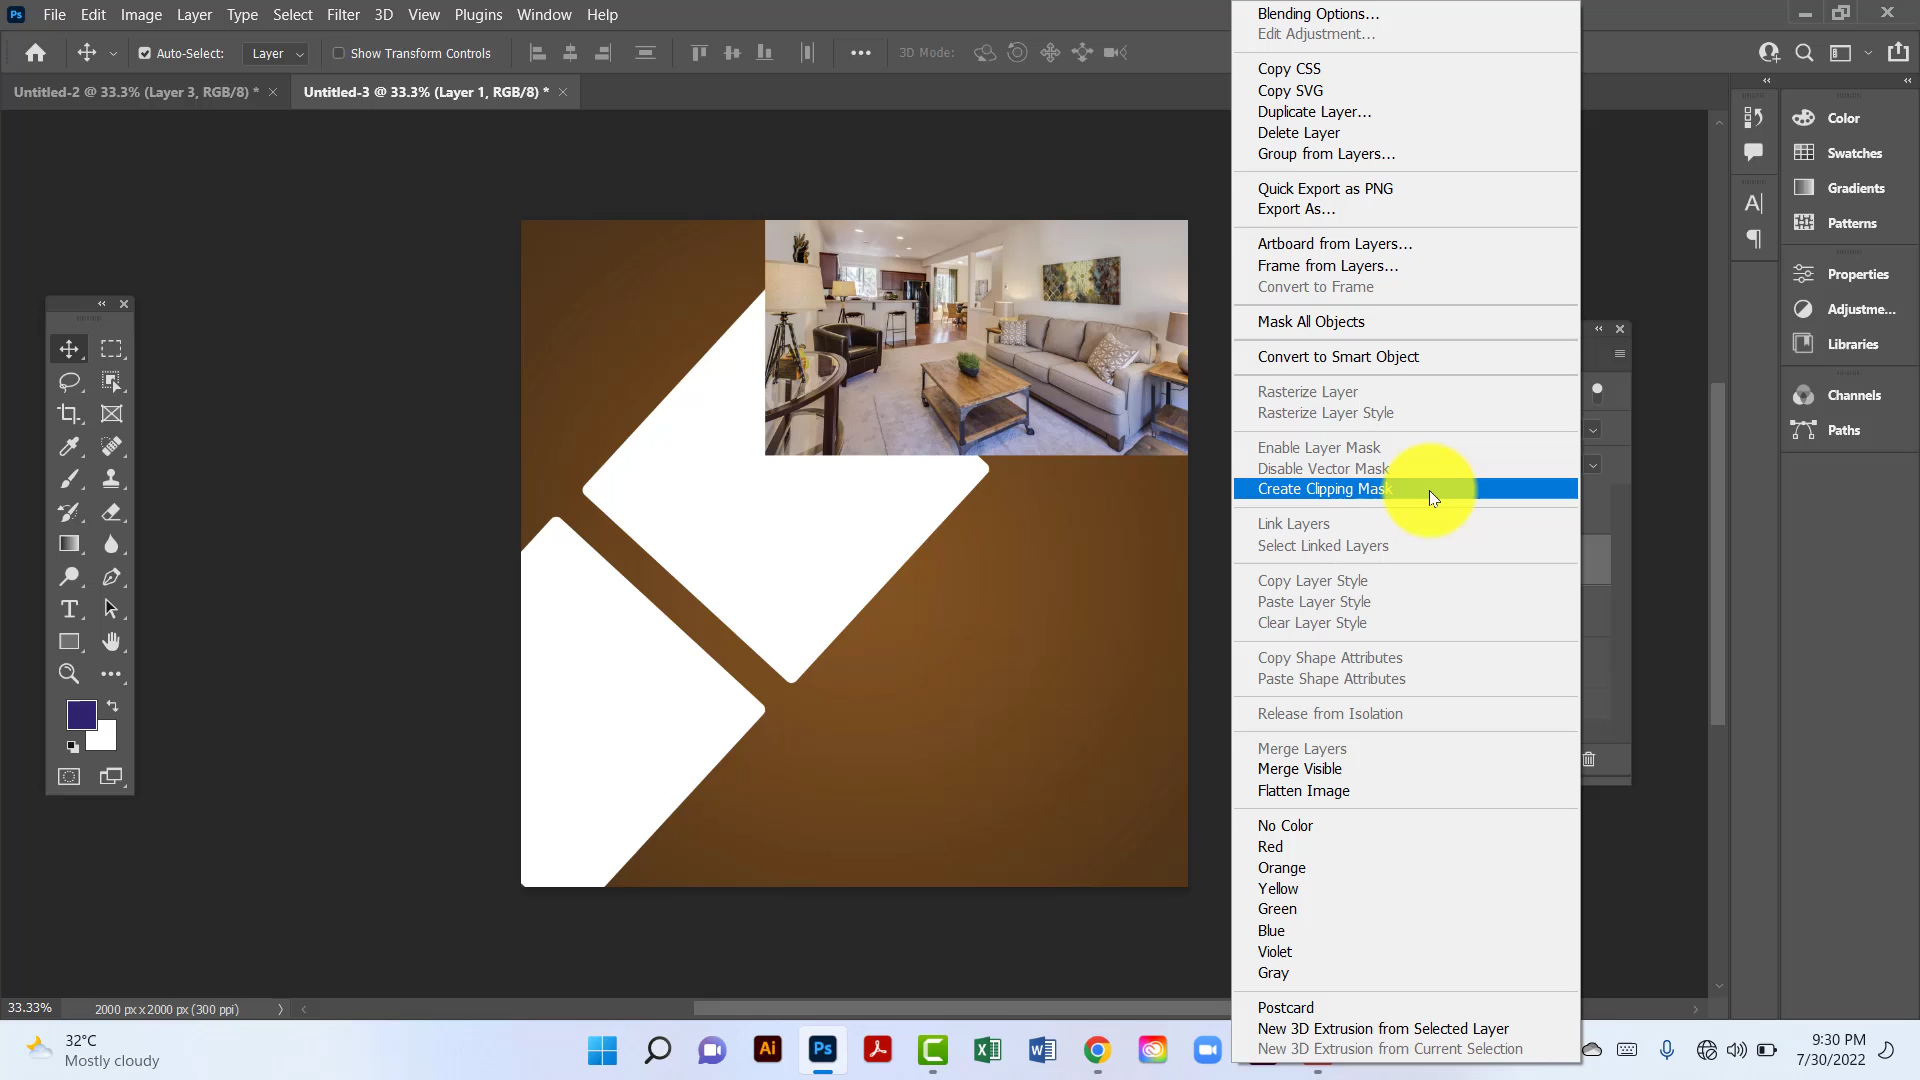 Ps File Edit Image Layer Type Select Filter 3D View Plugins Window Help
Auto-Select: Layer Show Transform Controls 3D Mode:
Untitled-2 @ 33.3% (Layer 3, RGB/8) * Untitled-3 @ 33.3% (Layer 1, RGB/8) *
Blending Options...
Edit Adjustment...
Copy CSS
Copy SVG
Duplicate Layer...
Delete Layer
Group from Layers...
Quick Export as PNG
Export As...
Artboard from Layers...
Frame from Layers...
Convert to Frame
Mask All Objects
Convert to Smart Object
Rasterize Layer
Rasterize Layer Style
Enable Layer Mask
Disable Vector Mask
Create Clipping Mask
Link Layers
Select Linked Layers
Copy Layer Style
Paste Layer Style
Clear Layer Style
Copy Shape Attributes
Paste Shape Attributes
Release from Isolation
Merge Layers
Merge Visible
Flatten Image
No Color
Red
Orange
Yellow
Green
Blue
Violet
Gray
Postcard
New 3D Extrusion from Selected Layer
New 3D Extrusion from Current Selection
Color
Swatches
Gradients
Patterns
Properties
Adjustme...
Libraries
Channels
Paths
33.33% 2000 px x 2000 px (300 ppi)
32°C
Mostly cloudy
Ai Ps
9:30 PM
7/30/2022